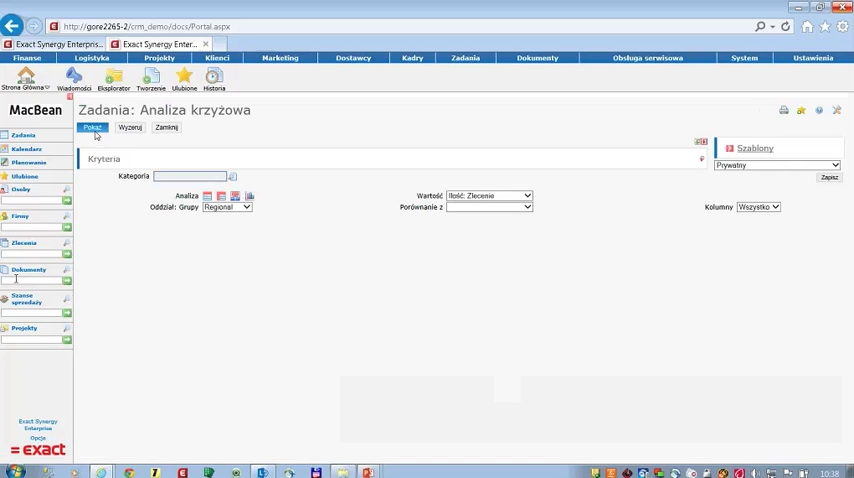 http://gore2265-2/crm_demo/docs/Portal.aspx
Exact Synergy Enterpris...
Exact Synergy Enter...
Finanse Logistyka Projekty Klienci Marketing Dostawcy Kadry Zadania Dokumenty Obsługa serwisowa System Ustawienia
Strona Główna Wiadomości Eksplorator Tworzenie Ulubione Historia
MacBean
Zadania: Analiza krzyżowa
Pokaż Wyzeruj Zamknij
Zadania
Kalendarz
Planowanie
Ulubione
Osoby
Firmy
Zlecenia
Dokumenty
Szanse sprzedaży
Projekty
Kryteria
Szablony
Prywatny
Zapisz
Kategoria
Analiza
Wartość Ilość: Zlecenie
Oddział: Grupy Regional
Porównanie z
Kolumny Wszystko
Exact Synergy
Enterprise
Opcje
= exact
10:38